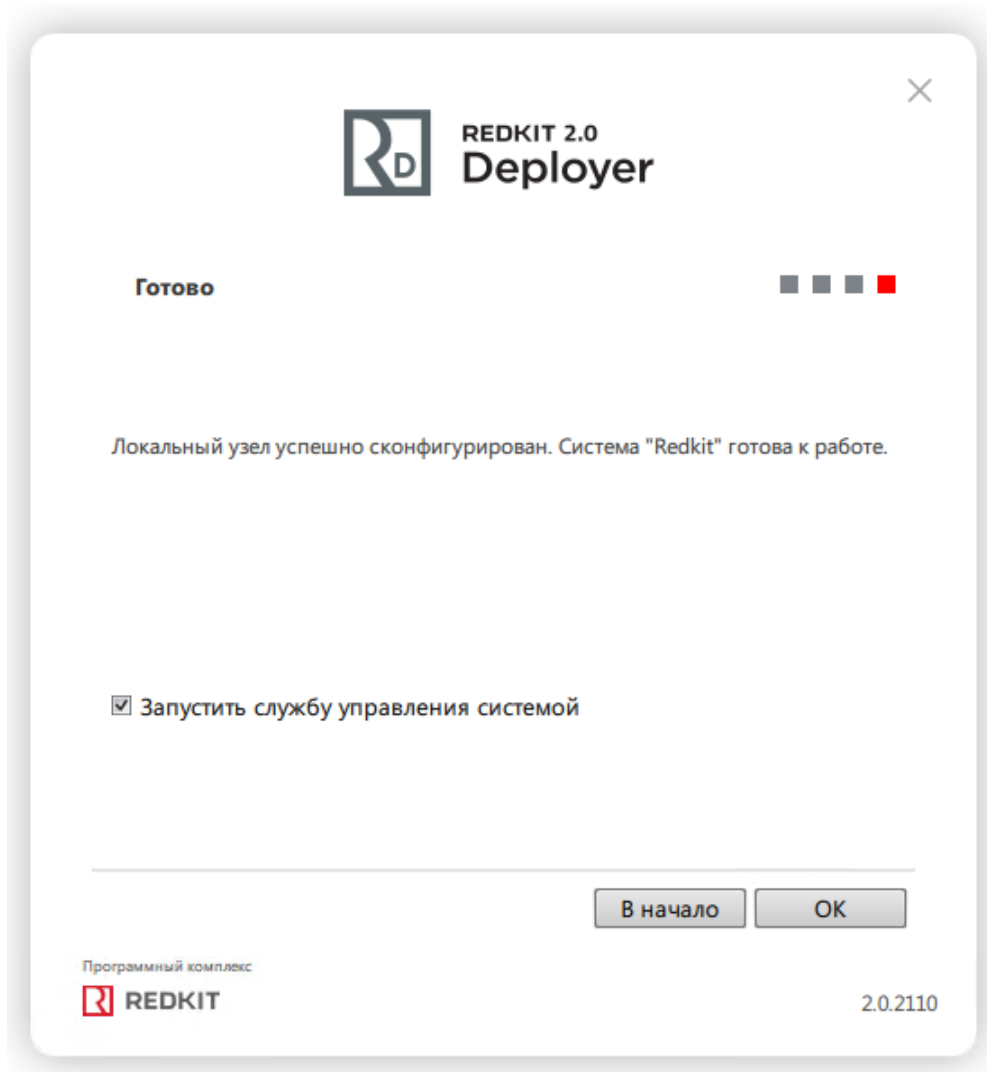 REDKIT 2.0
Deployer
Готово
Локальный узел успешно сконфигурирован. Система "Redkit" готова к работе.
Запустить службу управления системой
В начало
ОК
Программный комплекс
REDKIT
2.0.2110